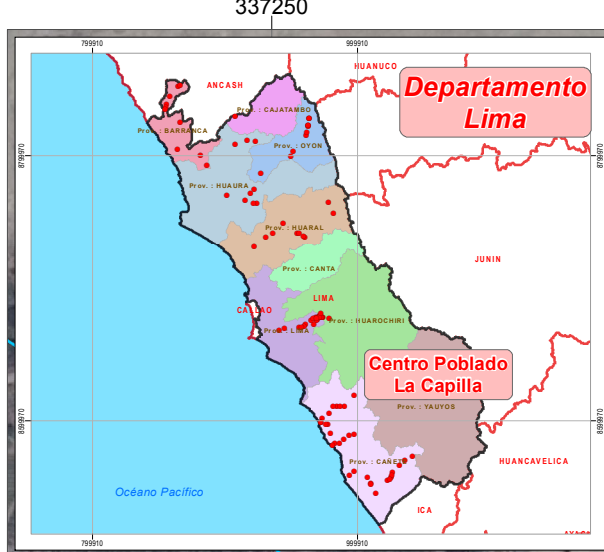 337250
799910
999910
HUANUCO
ANCASH
Departamento
Lima
Prov. : CAJATAMBO
Prov. : BARRANCA
Prov. : OYON
8999970
8999970
Prov. : HUAURA
Prov. : HUARAL
JUNIN
Prov. : CANTA
LIMA
CALLAO
Prov. : LIMA
Prov. : HUAROCHIRI
Centro Poblado
La Capilla
Prov. : YAUYOS
8599970
8599970
Prov. : CAÑETE
HUANCAVELICA
Océano Pacífico
ICA
799910
999910